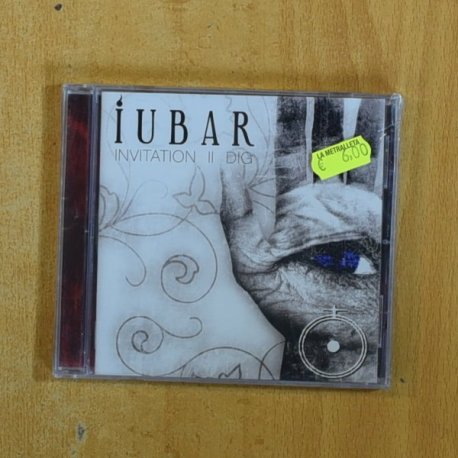 iUBAR
INVITATION II DIG
LA METRALLETA
€ 6,00